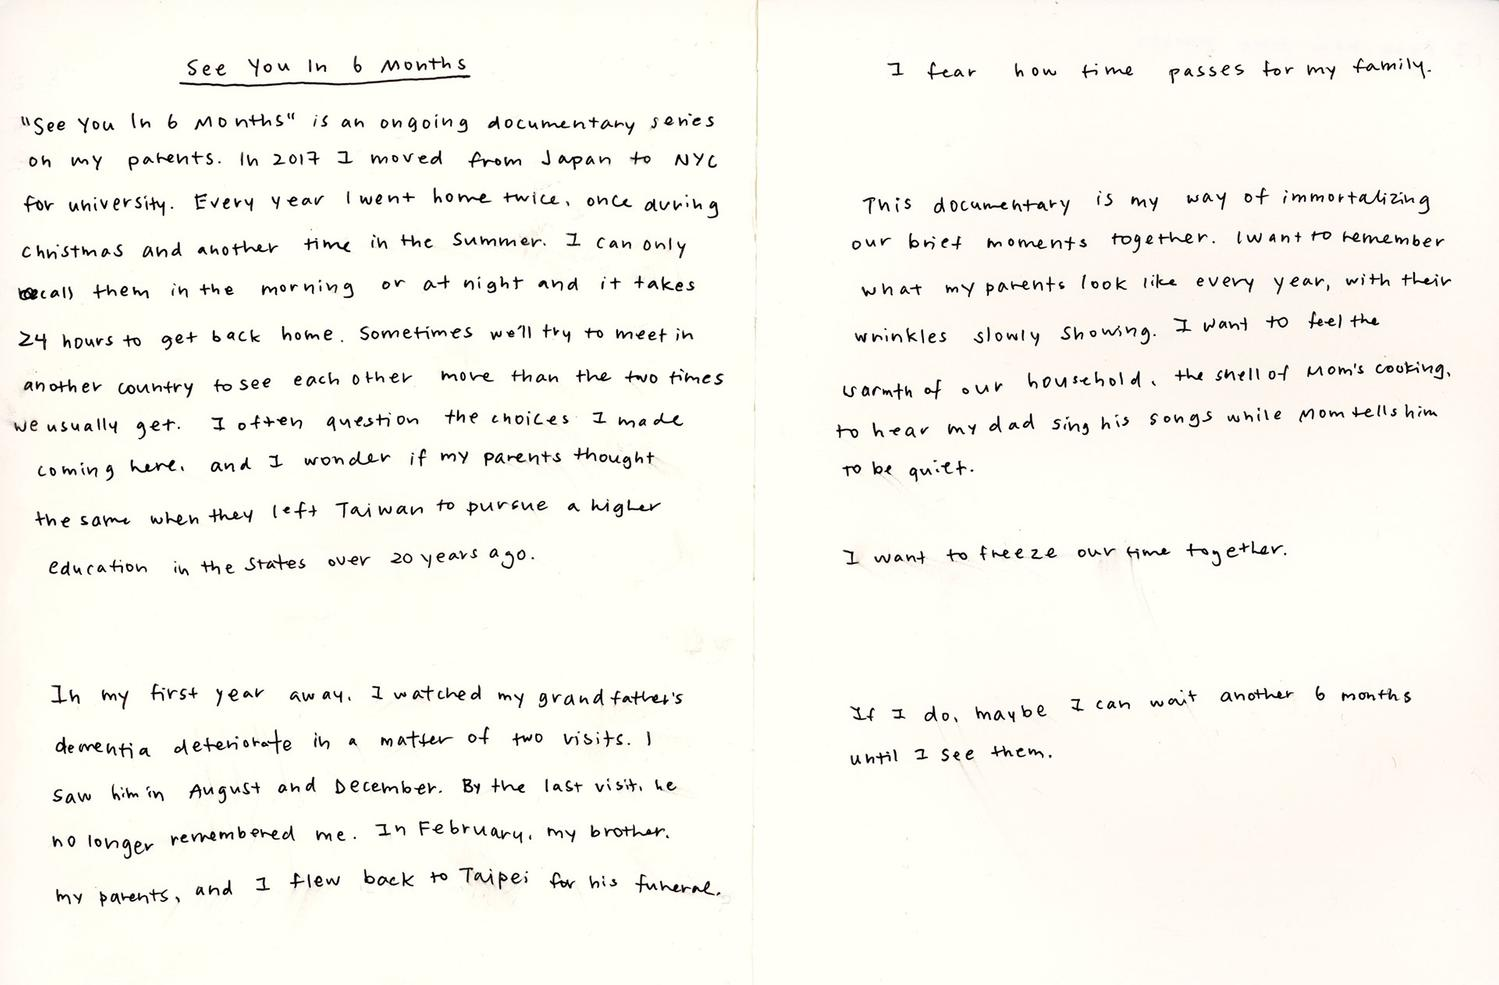 See You In 6 Months
"See You In 6 Months" is an ongoing documentary series
on my parents. In 2017 I moved from Japan to NYC
for university. Every year I went home twice, once during
christmas and another time in the summer. I can only
call them in the morning or at night and it takes
24 hours to get back home. Sometimes we'll try to meet in
another country to see each other more than the two times
we usually get. I often question the choices I made
coming here, and I wonder if my parents thought
the same when they left Taiwan to pursue a higher
education in the States over 20 years ago.
In my first year away, I watched my grandfather's
dementia deteriorate in a matter of two visits. I
saw him in August and December. By the last visit, he
no longer remembered me. In February, my brother,
my parents, and I flew back to Taipei for his funeral.
I fear how time passes for my family.
This documentary is my way of immortalizing
our brief moments together. I want to remember
what my parents look like every year, with their
wrinkles slowly showing. I want to feel the
warmth of our household, the smell of Mom's cooking,
to hear my dad sing his songs while Mom tells him
to be quiet.
I want to freeze our time together.
If I do, maybe I can wait another 6 months
until I see them.